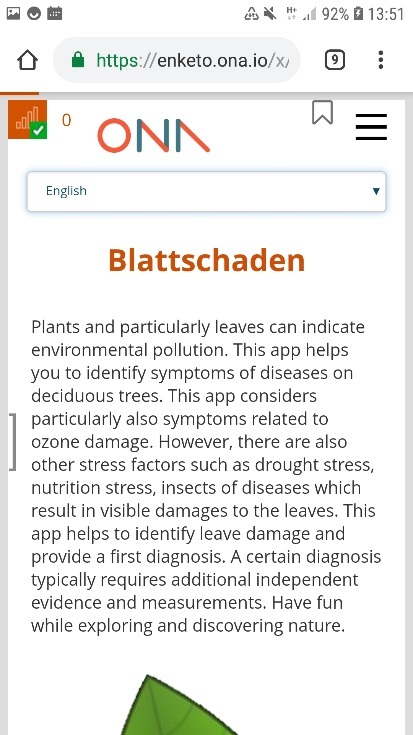 H+ 92% 13:51
https://enketo.ona.io/x/ 9
0
ONA
English
Blattschaden
Plants and particularly leaves can indicate
environmental pollution. This app helps
you to identify symptoms of diseases on
deciduous trees. This app considers
particularly also symptoms related to
ozone damage. However, there are also
other stress factors such as drought stress,
nutrition stress, insects of diseases which
result in visible damages to the leaves. This
app helps to identify leave damage and
provide a first diagnosis. A certain diagnosis
typically requires additional independent
evidence and measurements. Have fun
while exploring and discovering nature.